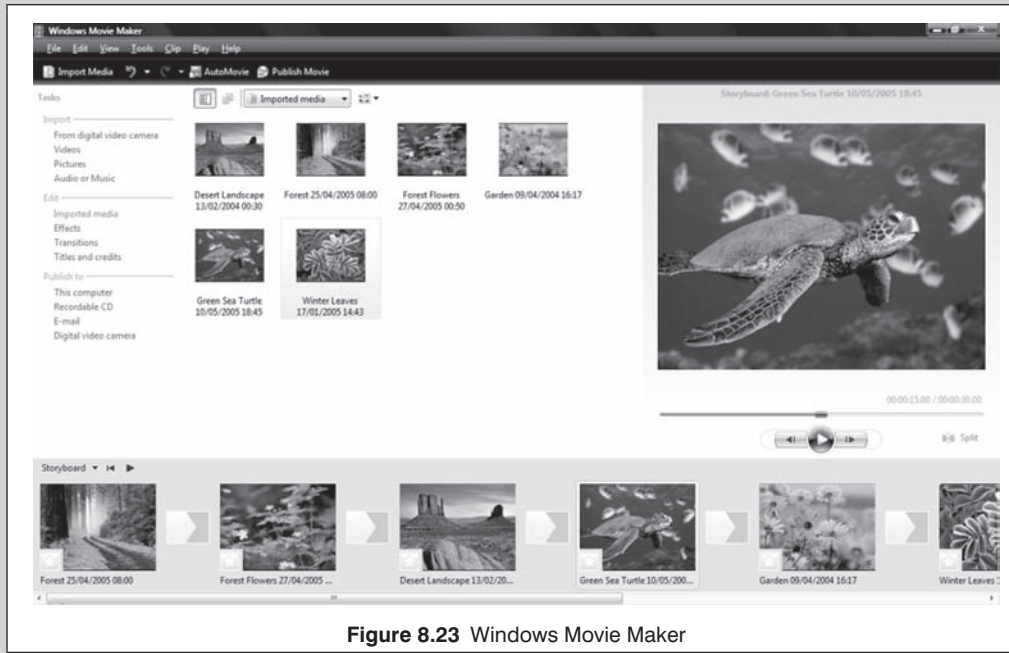 Windows Movie Maker
File Edit View Tools Clip Play Help
Import Media AutoMovie Publish Movie
Tasks
Import
From digital video camera
Videos
Pictures
Audio or Music
Edit
Imported media
Effects
Transitions
Titles and credits
Publish to
This computer
Recordable CD
E-mail
Digital video camera
Imported media
Desert Landscape
13/02/2004 00:30
Forest 25/04/2005 08:00
Forest Flowers
27/04/2005 00:50
Garden 09/04/2004 16:17
Green Sea Turtle
10/05/2005 18:45
Winter Leaves
17/01/2005 14:43
Storyboard: Green Sea Turtle 10/05/2005 18:45
00:00:15.00 / 00:00:30.00
Split
Storyboard
Forest 25/04/2005 08:00
Forest Flowers 27/04/2005 ...
Desert Landscape 13/02/20...
Green Sea Turtle 10/05/200...
Garden 09/04/2004 16:17
Winter Leaves
Figure 8.23 Windows Movie Maker